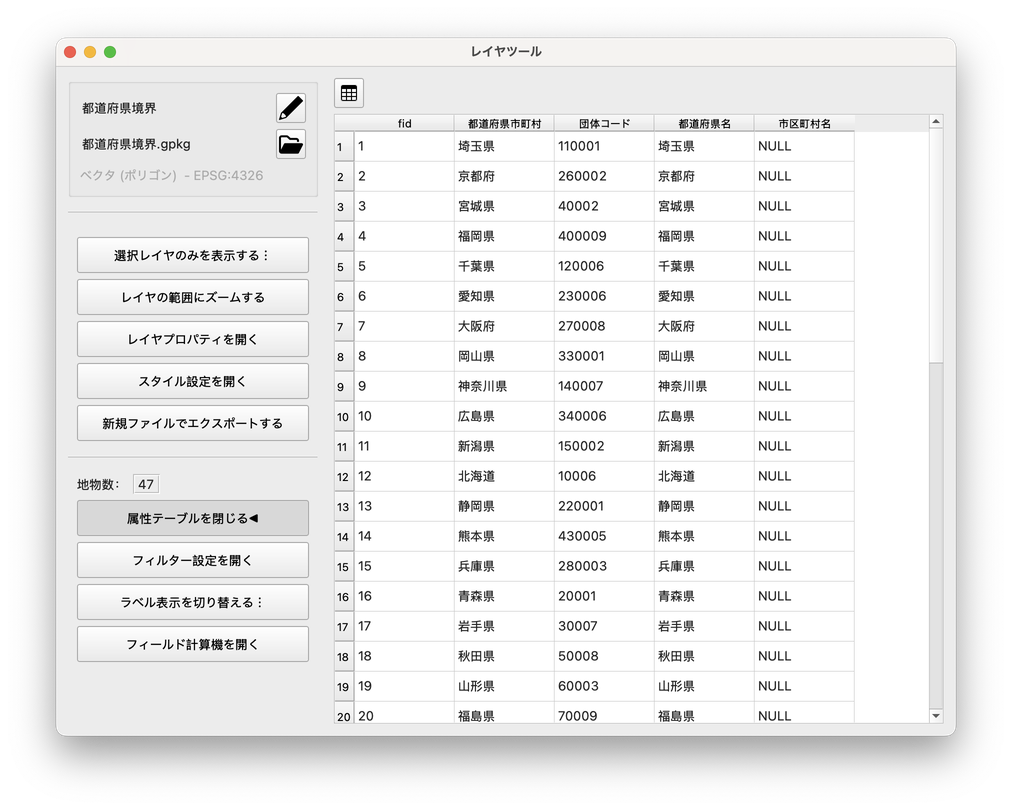 レイヤツール
都道府県境界
都道府県境界.gpkg
ベクタ (ポリゴン) - EPSG:4326
選択レイヤのみを表示する⋮
レイヤの範囲にズームする
レイヤプロパティを開く
スタイル設定を開く
新規ファイルでエクスポートする
地物数： 47
属性テーブルを閉じる◀
フィルター設定を開く
ラベル表示を切り替える⋮
フィールド計算機を開く
fid 都道府県市町村 団体コード 都道府県名 市区町村名
1 1 埼玉県 110001 埼玉県 NULL
2 2 京都府 260002 京都府 NULL
3 3 宮城県 40002 宮城県 NULL
4 4 福岡県 400009 福岡県 NULL
5 5 千葉県 120006 千葉県 NULL
6 6 愛知県 230006 愛知県 NULL
7 7 大阪府 270008 大阪府 NULL
8 8 岡山県 330001 岡山県 NULL
9 9 神奈川県 140007 神奈川県 NULL
10 10 広島県 340006 広島県 NULL
11 11 新潟県 150002 新潟県 NULL
12 12 北海道 10006 北海道 NULL
13 13 静岡県 220001 静岡県 NULL
14 14 熊本県 430005 熊本県 NULL
15 15 兵庫県 280003 兵庫県 NULL
16 16 青森県 20001 青森県 NULL
17 17 岩手県 30007 岩手県 NULL
18 18 秋田県 50008 秋田県 NULL
19 19 山形県 60003 山形県 NULL
20 20 福島県 70009 福島県 NULL